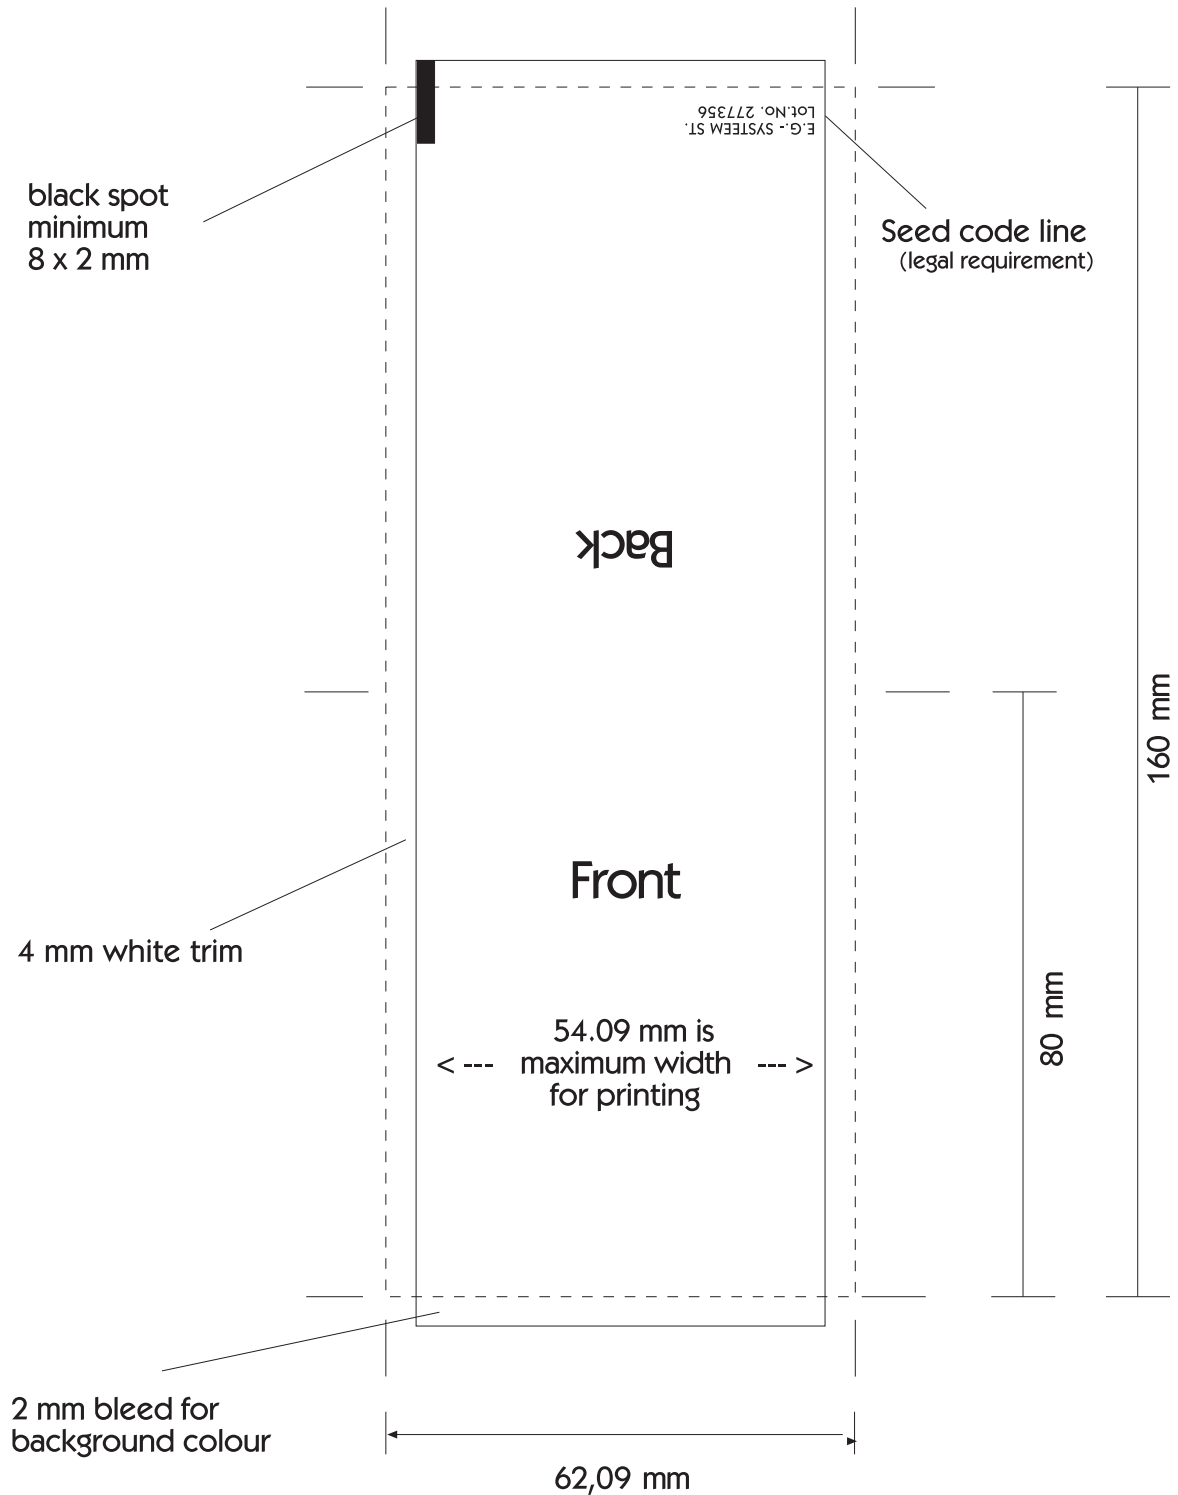 E.G.- SYSTEEM ST.
Lot.No. 277356
black spot
minimum
8 x 2 mm
Seed code line
(legal requirement)
Back
160 mm
Front
4 mm white trim
80 mm
54.09 mm is
< --- maximum width --- >
for printing
2 mm bleed for
background colour
62,09 mm